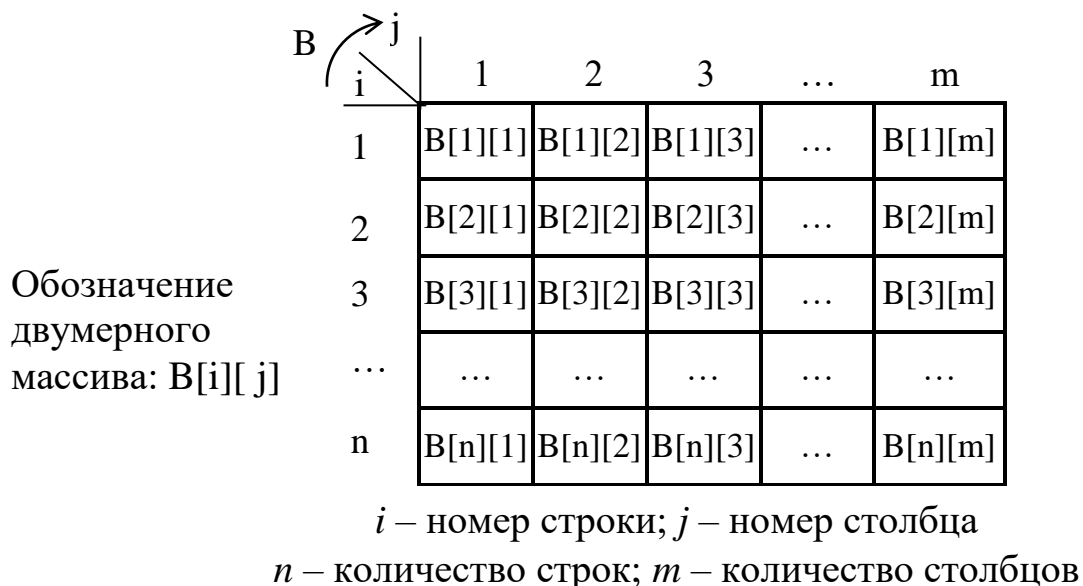 B j
i 1 2 3 … m
1 B[1][1] B[1][2] B[1][3] … B[1][m]
2 B[2][1] B[2][2] B[2][3] … B[2][m]
Обозначение
двумерного
массива: B[i][ j]
3 B[3][1] B[3][2] B[3][3] … B[3][m]
… … … … … …
n B[n][1] B[n][2] B[n][3] … B[n][m]
i – номер строки; j – номер столбца
n – количество строк; m – количество столбцов